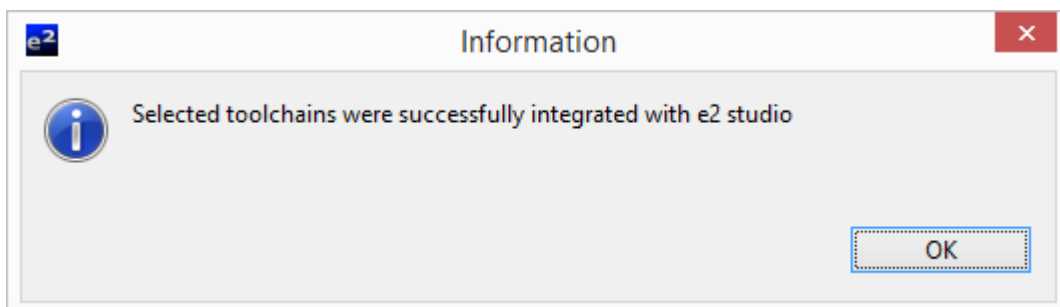 e²
Information
Selected toolchains were successfully integrated with e2 studio
OK